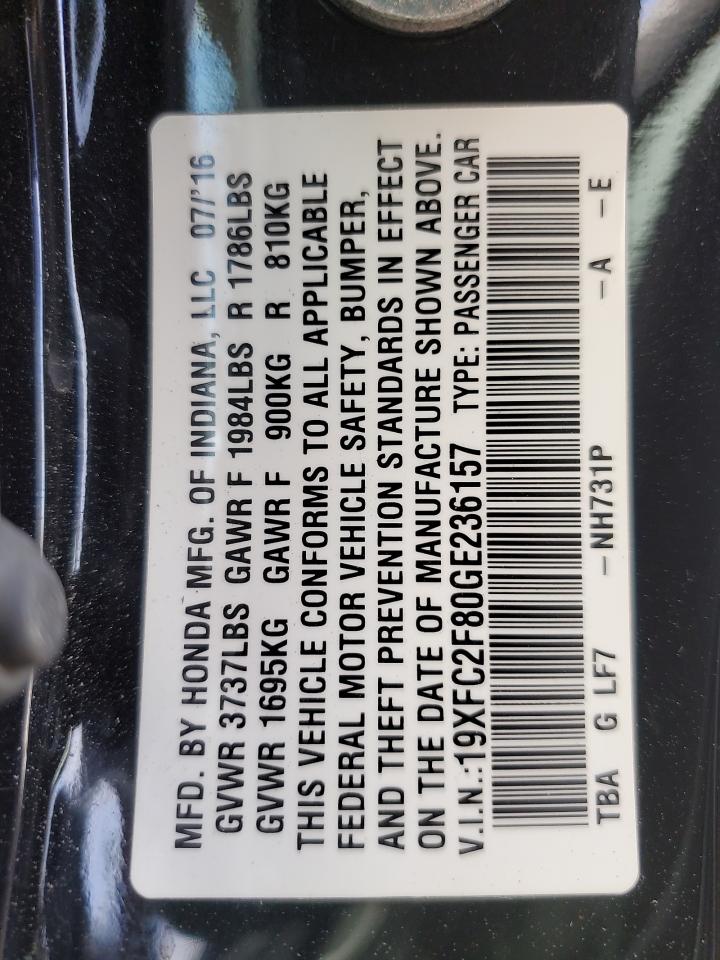 MFD. BY HONDA MFG. OF INDIANA, LLC 07/'16
GVWR 3737LBS GAWR F 1984LBS R 1786LBS
GVWR 1695KG GAWR F 900KG R 810KG
THIS VEHICLE CONFORMS TO ALL APPLICABLE
FEDERAL MOTOR VEHICLE SAFETY, BUMPER,
AND THEFT PREVENTION STANDARDS IN EFFECT
ON THE DATE OF MANUFACTURE SHOWN ABOVE.
V.I.N.:19XFC2F80GE236157 TYPE: PASSENGER CAR
TBA G LF7 -NH731P -A -E